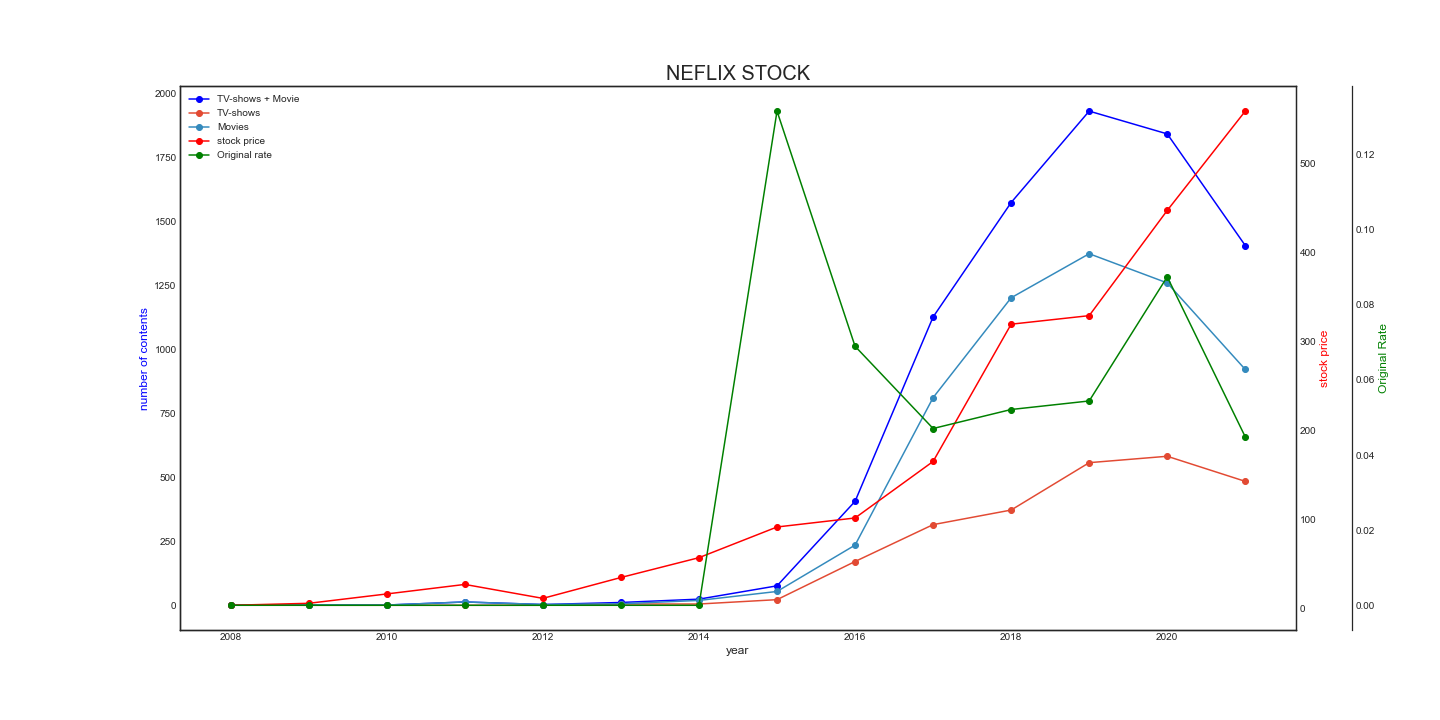 NEFLIX STOCK
TV-shows + Movie
TV-shows
Movies
stock price
Original rate
number of contents
2000
1750
1500
1250
1000
750
500
250
0
2008
2010
2012
2014
2016
2018
2020
year
500
400
300
200
100
0
stock price
0.12
0.10
0.08
0.06
0.04
0.02
0.00
Original Rate